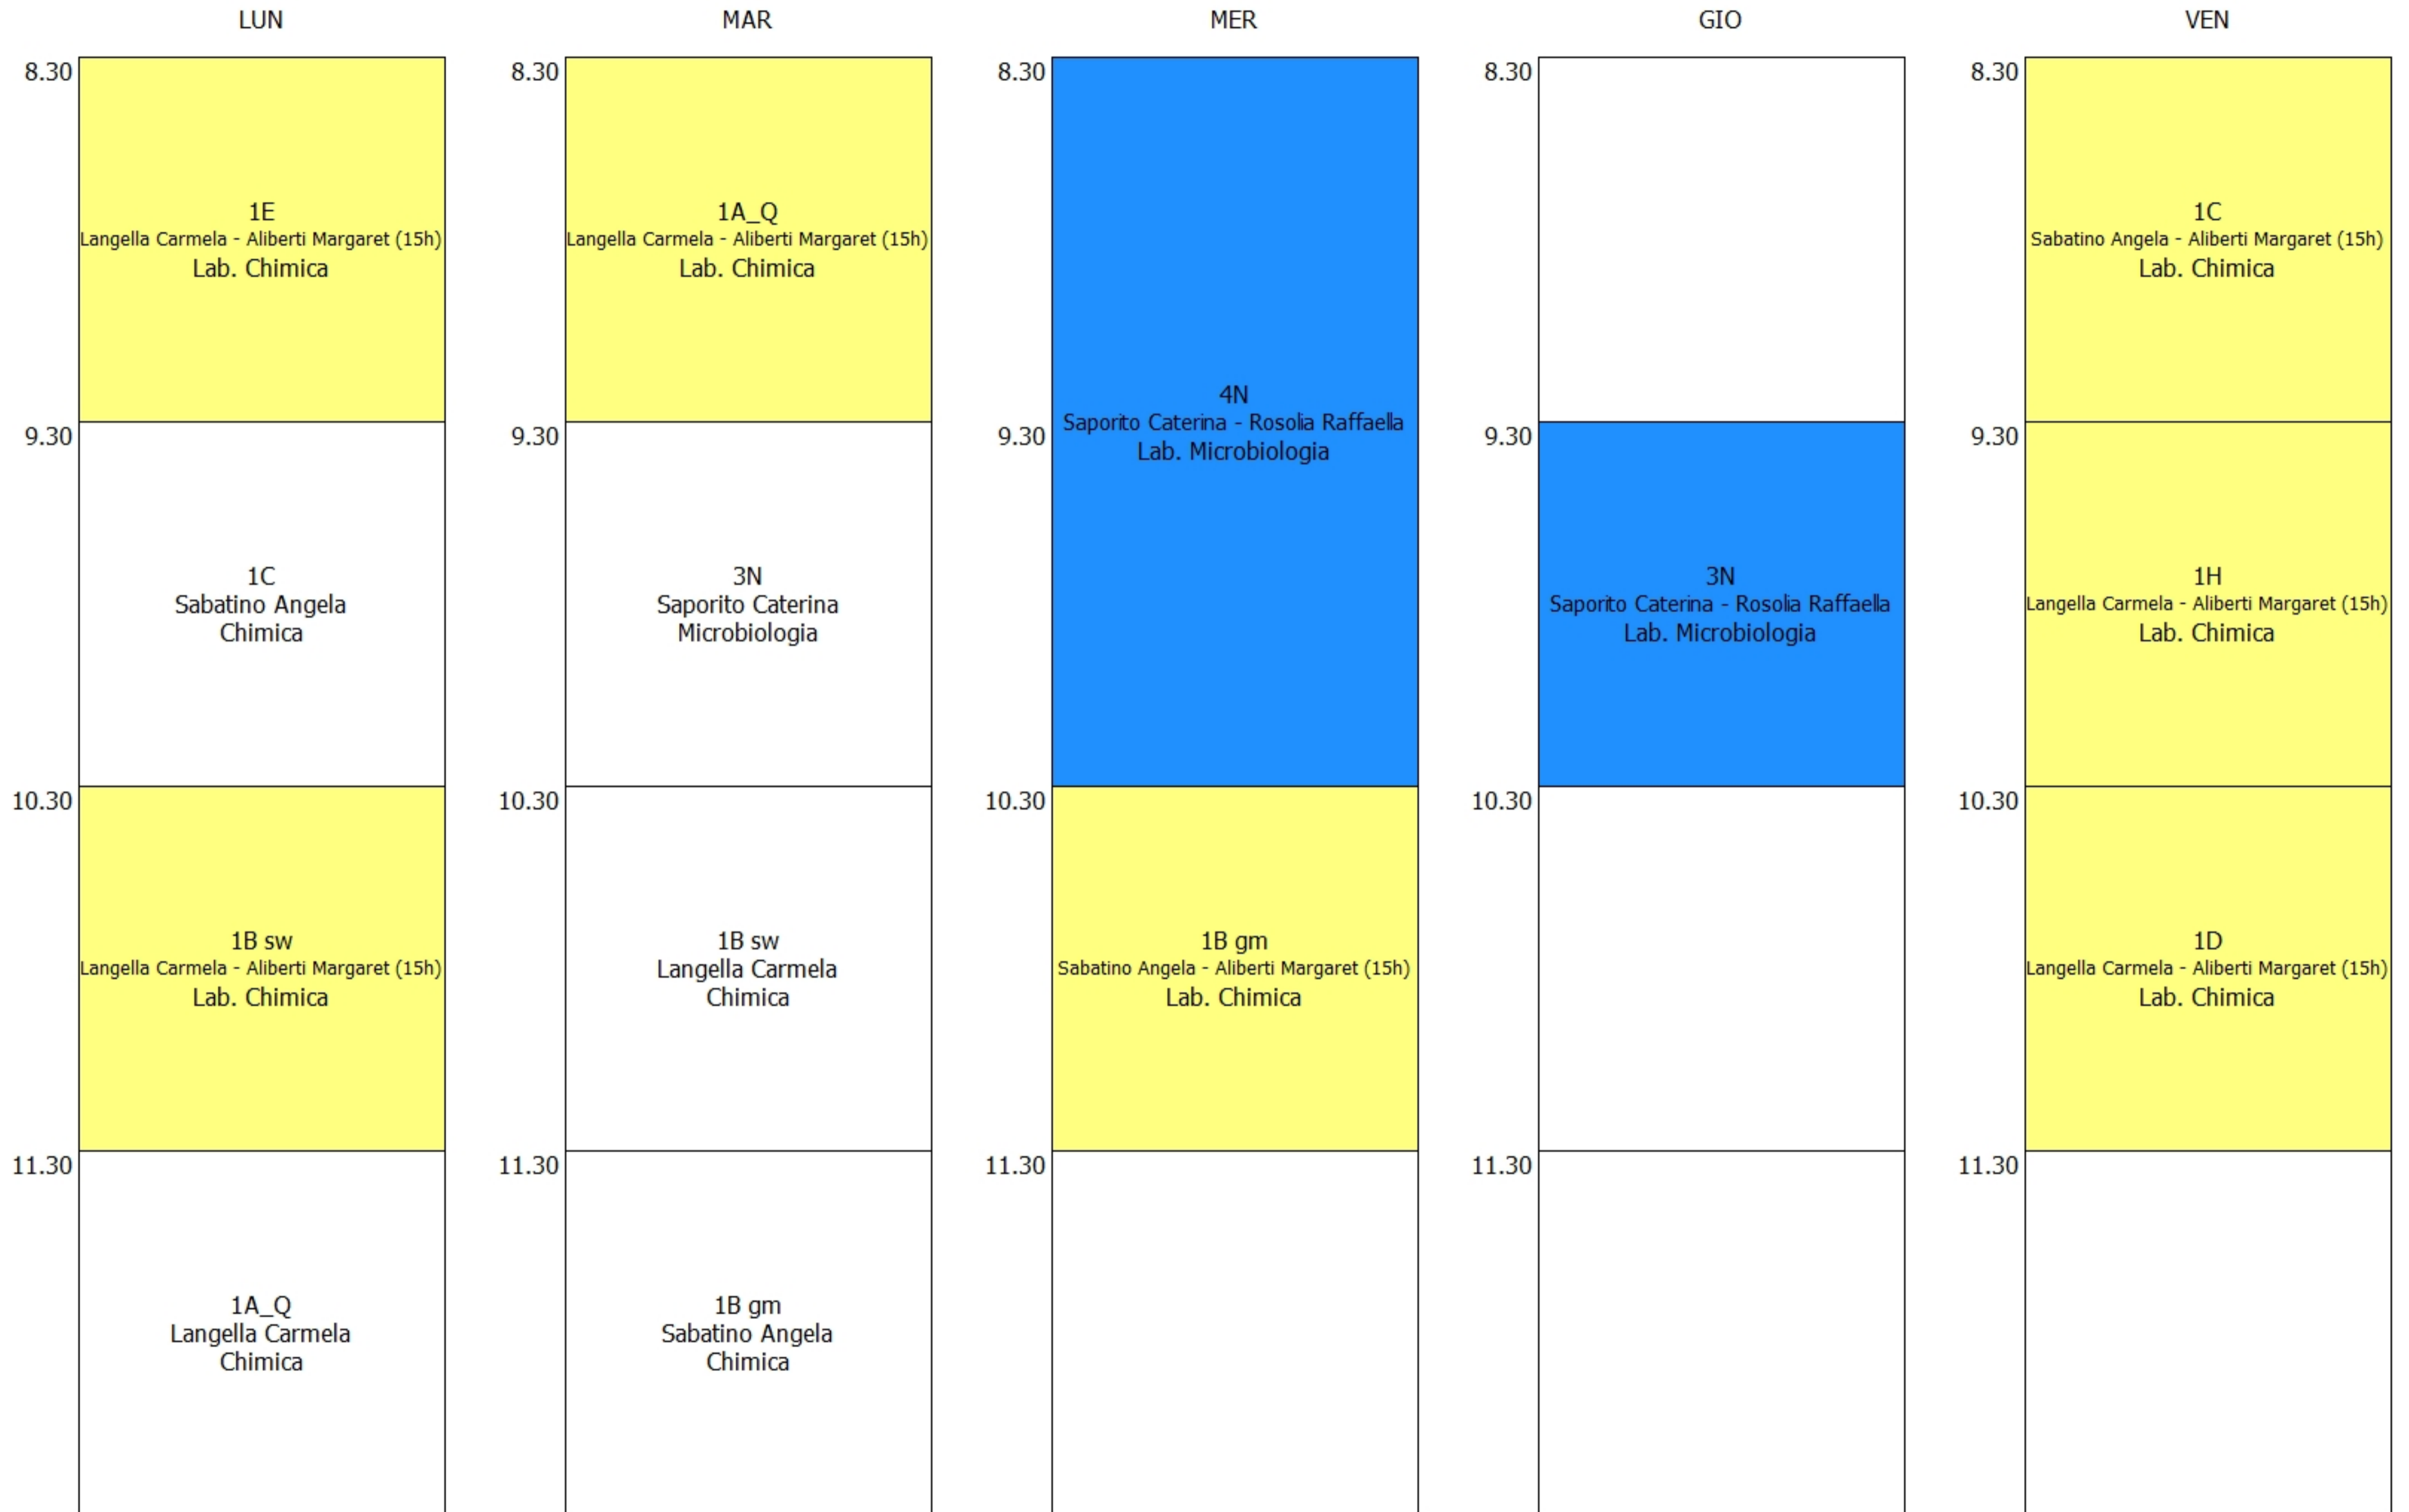 LUN
MAR
MER
GIO
VEN
8.30
1E
Langella Carmela - Aliberti Margaret (15h)
Lab. Chimica
9.30
1C
Sabatino Angela
Chimica
10.30
1B sw
Langella Carmela - Aliberti Margaret (15h)
Lab. Chimica
11.30
1A_Q
Langella Carmela
Chimica
8.30
1A_Q
Langella Carmela - Aliberti Margaret (15h)
Lab. Chimica
9.30
3N
Saporito Caterina
Microbiologia
10.30
1B sw
Langella Carmela
Chimica
11.30
1B gm
Sabatino Angela
Chimica
8.30
4N
Saporito Caterina - Rosolia Raffaella
Lab. Microbiologia
9.30
10.30
1B gm
Sabatino Angela - Aliberti Margaret (15h)
Lab. Chimica
11.30
8.30
9.30
3N
Saporito Caterina - Rosolia Raffaella
Lab. Microbiologia
10.30
11.30
8.30
1C
Sabatino Angela - Aliberti Margaret (15h)
Lab. Chimica
9.30
1H
Langella Carmela - Aliberti Margaret (15h)
Lab. Chimica
10.30
1D
Langella Carmela - Aliberti Margaret (15h)
Lab. Chimica
11.30